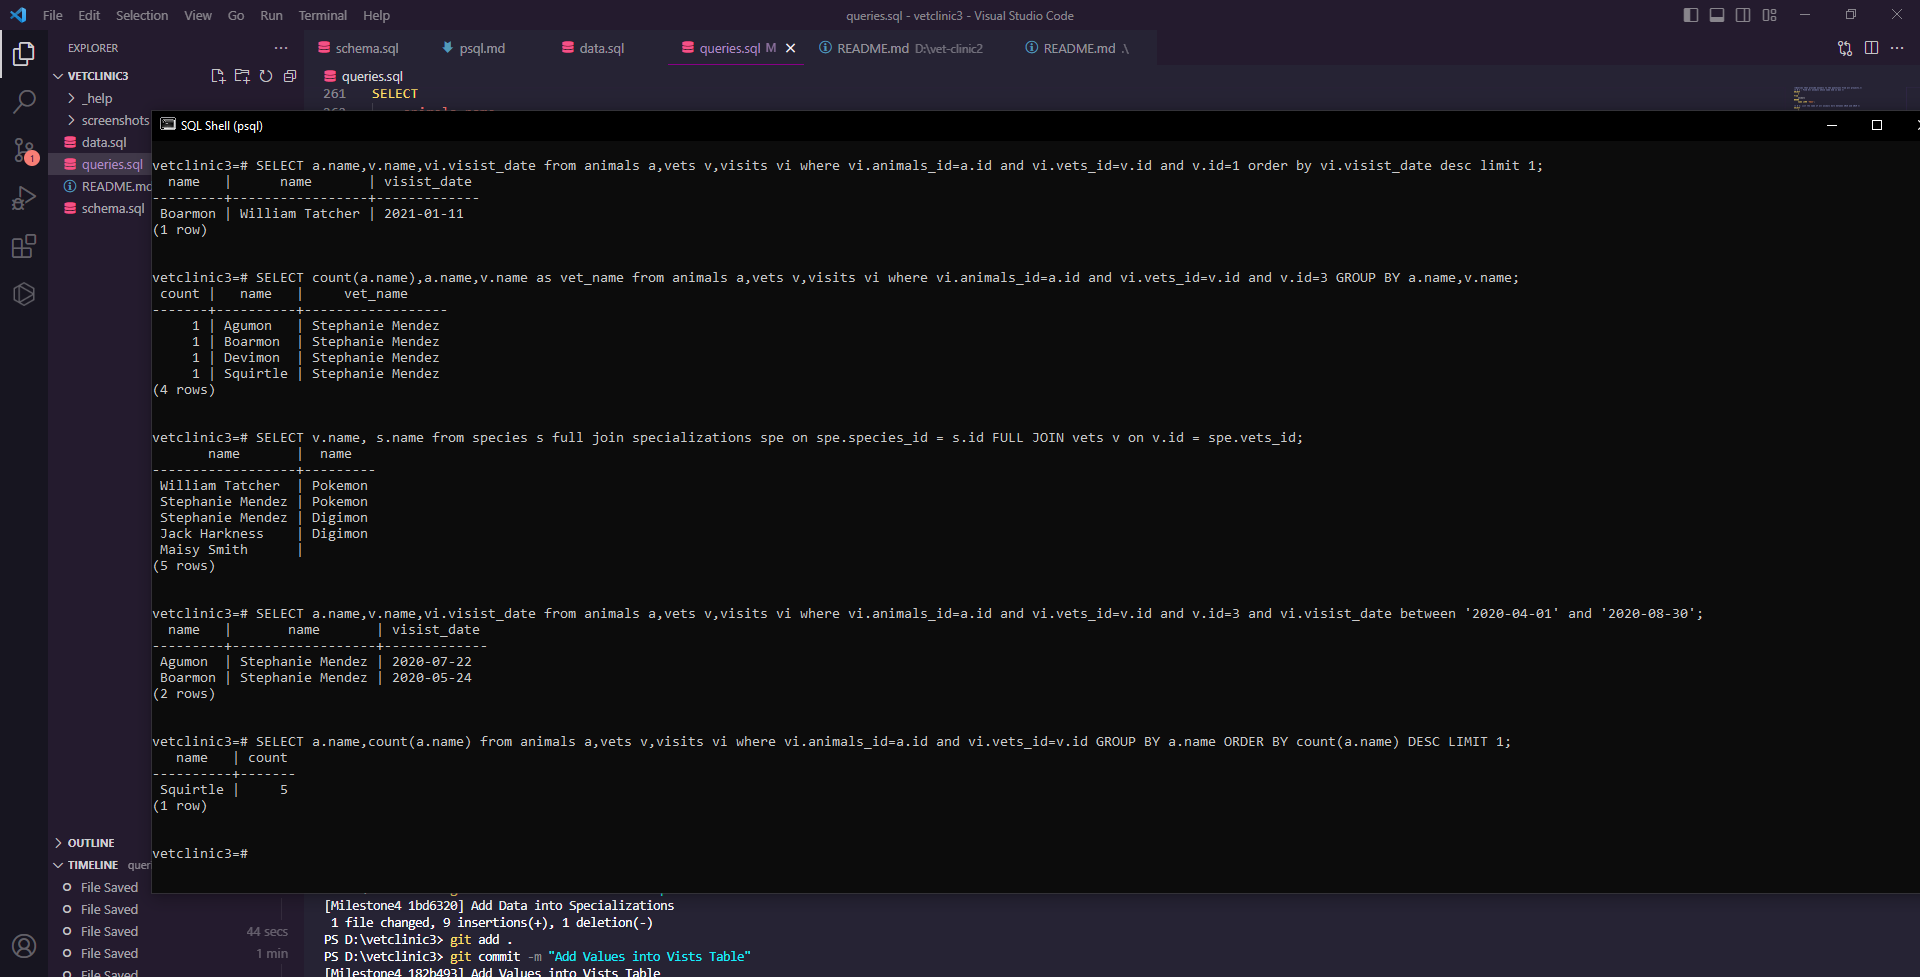 File Edit Selection View Go Run Terminal Help
queries.sql - vetclinic3 - Visual Studio Code
EXPLORER
schema.sql
psql.md
data.sql
queries.sql M
README.md D:\vet-clinic2
README.md .\
VETCLINIC3
queries.sql
_help
261 SELECT
screenshots
SQL Shell (psql)
data.sql
queries.sql
README.md
schema.sql
1
vetclinic3=# SELECT a.name,v.name,vi.visist_date from animals a,vets v,visits vi where vi.animals_id=a.id and vi.vets_id=v.id and v.id=1 order by vi.visist_date desc limit 1;
name | name | visist_date
---------+-----------------+-------------
Boarmon | William Tatcher | 2021-01-11
(1 row)
vetclinic3=# SELECT count(a.name),a.name,v.name as vet_name from animals a,vets v,visits vi where vi.animals_id=a.id and vi.vets_id=v.id and v.id=3 GROUP BY a.name,v.name;
count | name | vet_name
-------+----------+------------------
1 | Agumon | Stephanie Mendez
1 | Boarmon | Stephanie Mendez
1 | Devimon | Stephanie Mendez
1 | Squirtle | Stephanie Mendez
(4 rows)
vetclinic3=# SELECT v.name, s.name from species s full join specializations spe on spe.species_id = s.id FULL JOIN vets v on v.id = spe.vets_id;
name | name
------------------+---------
William Tatcher | Pokemon
Stephanie Mendez | Pokemon
Stephanie Mendez | Digimon
Jack Harkness | Digimon
Maisy Smith |
(5 rows)
vetclinic3=# SELECT a.name,v.name,vi.visist_date from animals a,vets v,visits vi where vi.animals_id=a.id and vi.vets_id=v.id and v.id=3 and vi.visist_date between '2020-04-01' and '2020-08-30';
name | name | visist_date
---------+------------------+-------------
Agumon | Stephanie Mendez | 2020-07-22
Boarmon | Stephanie Mendez | 2020-05-24
(2 rows)
vetclinic3=# SELECT a.name,count(a.name) from animals a,vets v,visits vi where vi.animals_id=a.id and vi.vets_id=v.id GROUP BY a.name ORDER BY count(a.name) DESC LIMIT 1;
name | count
----------+-------
Squirtle | 5
(1 row)
vetclinic3=#
OUTLINE
TIMELINE quer
File Saved
File Saved
File Saved 44 secs
File Saved 1 min
File Saved
[Milestone4 1bd6320] Add Data into Specializations
1 file changed, 9 insertions(+), 1 deletion(-)
PS D:\vetclinic3> git add .
PS D:\vetclinic3> git commit -m "Add Values into Vists Table"
[Milestone4 182b493] Add Values into Vists Table